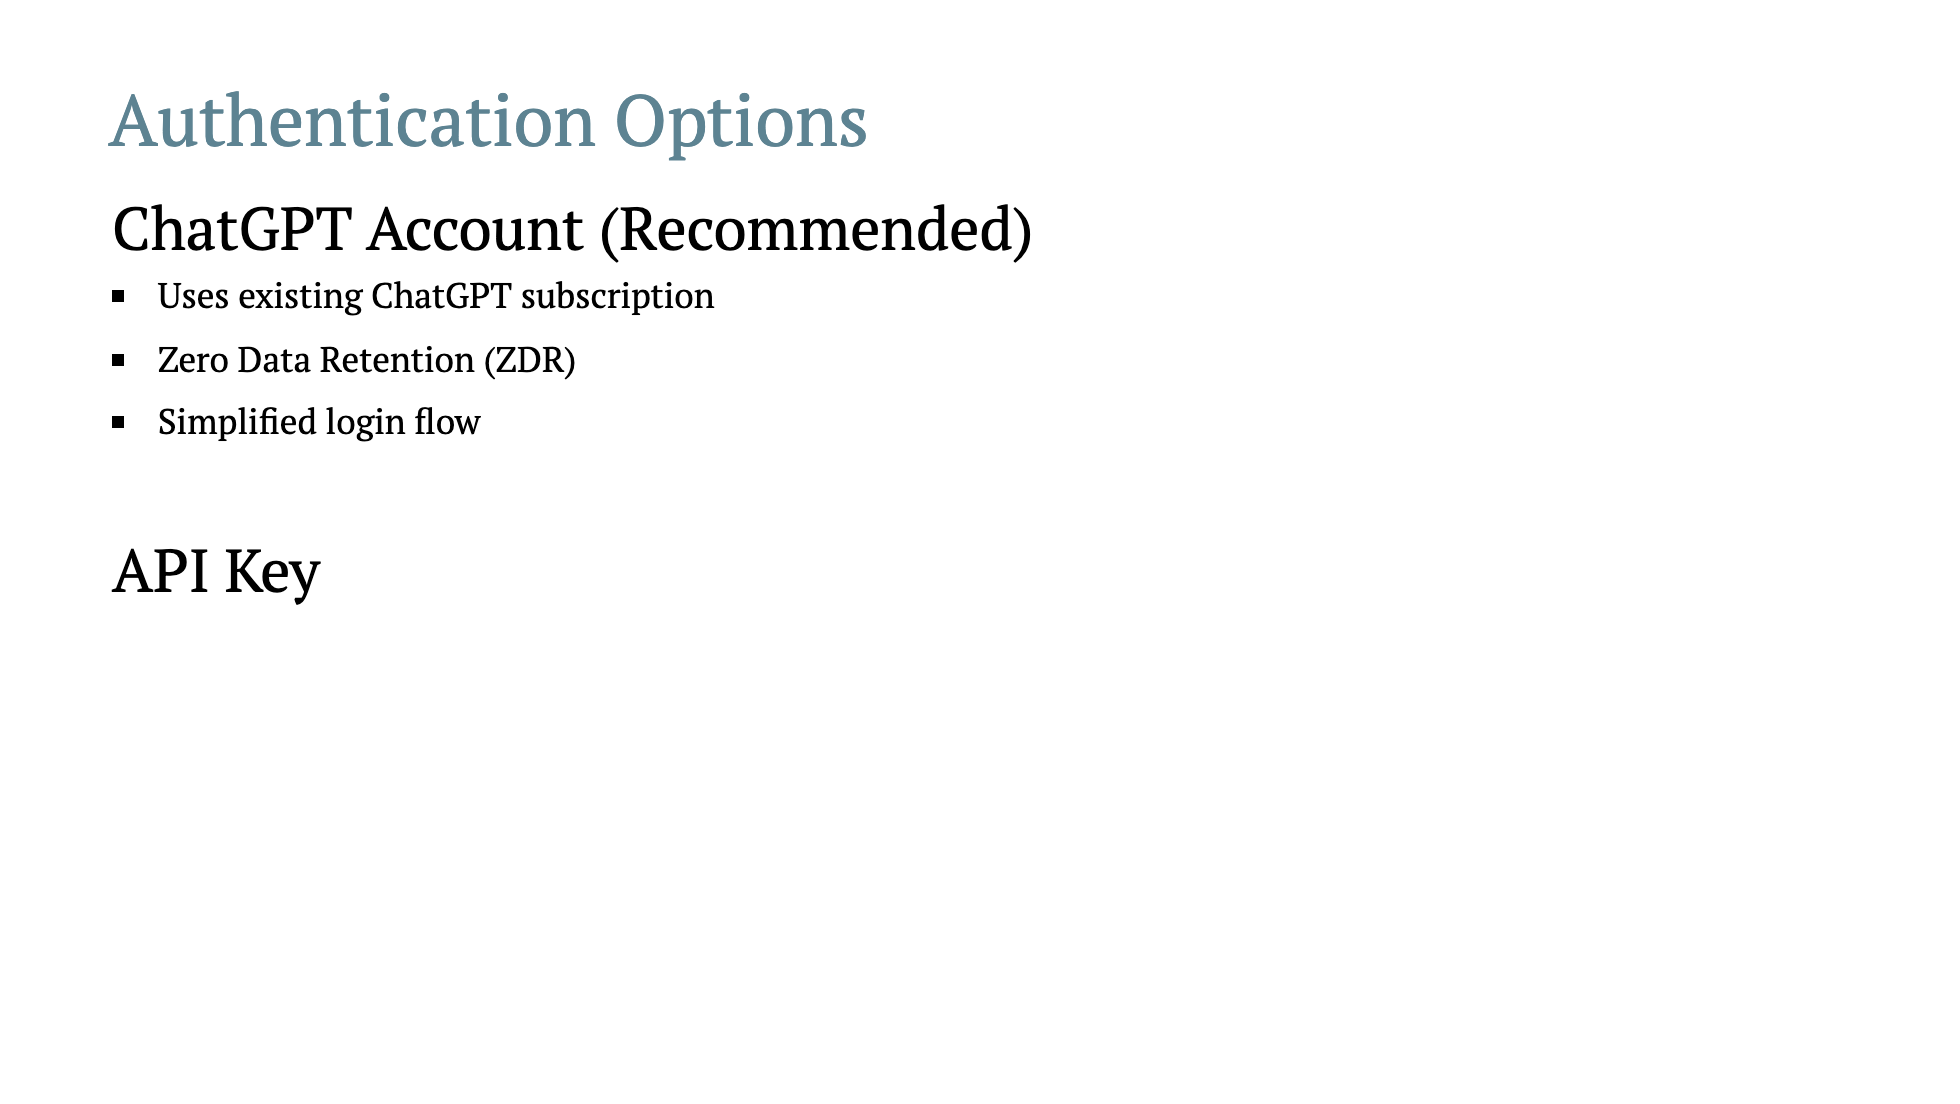 Authentication Options
ChatGPT Account (Recommended)
▪ Uses existing ChatGPT subscription
▪ Zero Data Retention (ZDR)
▪ Simplified login flow
API Key